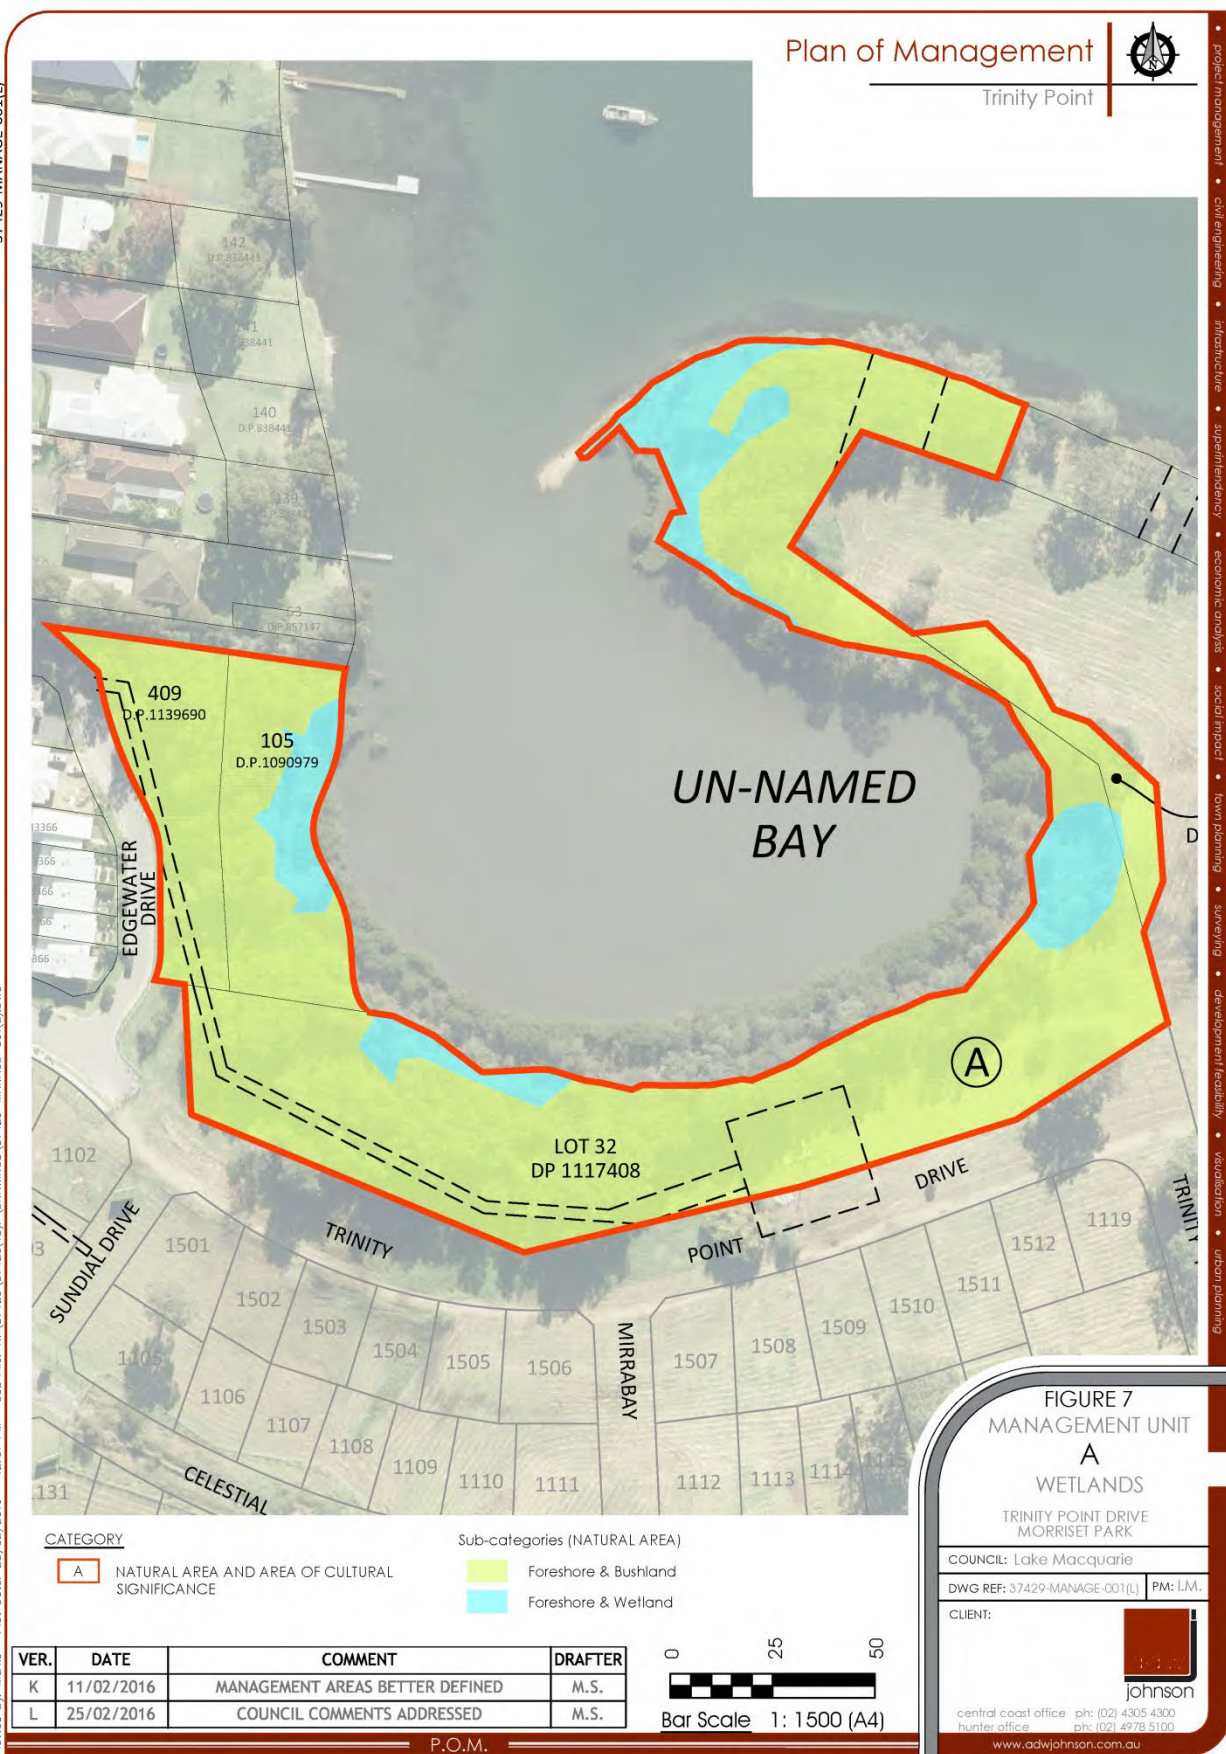 Plan of Management
Trinity Point
N
project management • civil engineering • infrastructure • superintendency • economic analysis • social impact • town planning • surveying • development feasibility • visualisation • urban planning
142
D.P.838441
140
D.P.838441
53
D.P.857147
409
D.P.1139690
105
D.P.1090979
UN-NAMED
BAY
D
EDGEWATER
DRIVE
A
LOT 32
DP 1117408
TRINITY
POINT
DRIVE
TRINITY
SUNDIAL DRIVE
MIRRABAY
CELESTIAL
1102
1501
1502
1503
1504
1505
1506
1507
1508
1509
1510
1511
1512
1119
1105
1106
1107
1108
1109
1110
1111
1112
1113
1114
1115
131
FIGURE 7
MANAGEMENT UNIT
A
WETLANDS
TRINITY POINT DRIVE
MORRISET PARK
COUNCIL: Lake Macquarie
DWG REF: 37429-MANAGE-001(L) PM: I.M.
CLIENT:
johnson
central coast office ph: (02) 4305 4300
hunter office ph: (02) 4978 5100
www.adwjohnson.com.au
CATEGORY
A NATURAL AREA AND AREA OF CULTURAL
SIGNIFICANCE
Sub-categories (NATURAL AREA)
Foreshore & Bushland
Foreshore & Wetland
VER. DATE COMMENT DRAFTER
K 11/02/2016 MANAGEMENT AREAS BETTER DEFINED M.S.
L 25/02/2016 COUNCIL COMMENTS ADDRESSED M.S.
0 25 50
Bar Scale 1: 1500 (A4)
P.O.M.